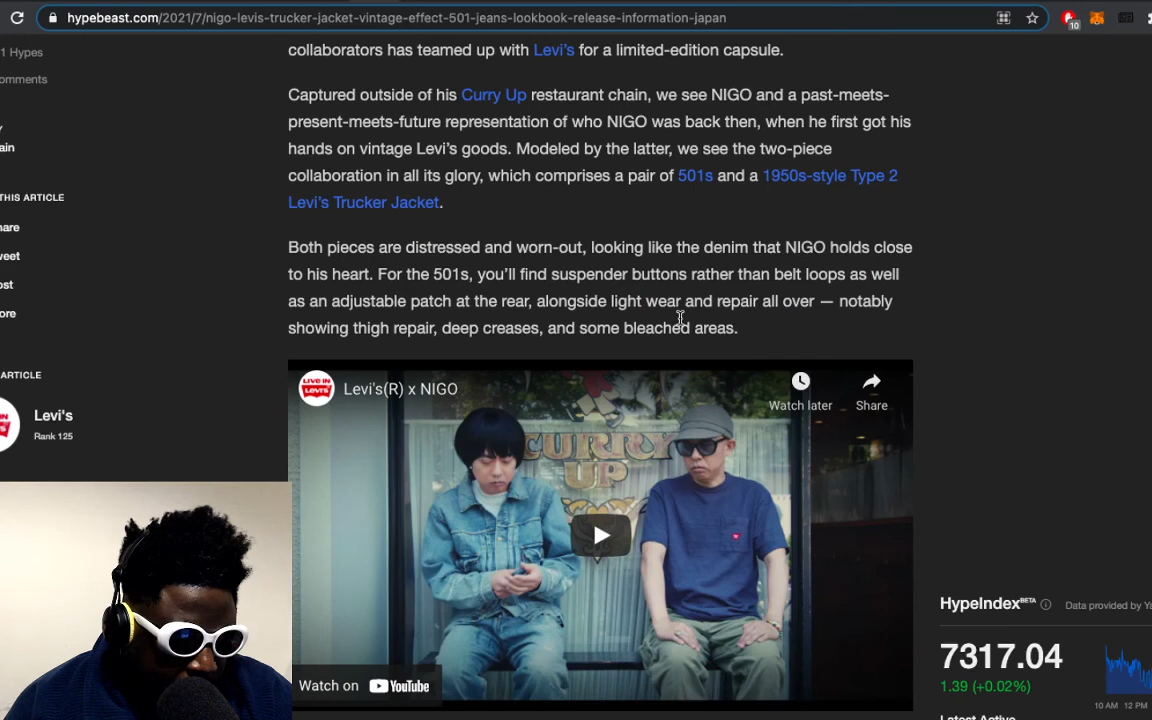 hypebeast.com/2021/7/nigo-levis-trucker-jacket-vintage-effect-501-jeans-lookbook-release-information-japan
10
1 Hypes
collaborators has teamed up with Levi's for a limited-edition capsule.
omments
Captured outside of his Curry Up restaurant chain, we see NIGO and a past-meets-
present-meets-future representation of who NIGO was back then, when he first got his
hands on vintage Levi's goods. Modeled by the latter, we see the two-piece
collaboration in all its glory, which comprises a pair of 501s and a 1950s-style Type 2
Levi's Trucker Jacket.
Y
ain
THIS ARTICLE
hare
weet
ost
ore
Both pieces are distressed and worn-out, looking like the denim that NIGO holds close
to his heart. For the 501s, you'll find suspender buttons rather than belt loops as well
as an adjustable patch at the rear, alongside light wear and repair all over — notably
showing thigh repair, deep creases, and some bleached areas.
ARTICLE
Levi's
Rank 125
LIVE IN
LEVI'S
Levi's(R) x NIGO
Watch later
Share
CURRY
UP
Watch on YouTube
HypeIndex BETA
Data provided by Ya
7317.04
1.39 (+0.02%)
10 AM 12 PM
Latest Active